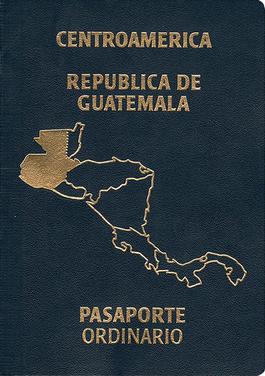 CENTROAMERICA
REPUBLICA DE
GUATEMALA
PASAPORTE
ORDINARIO